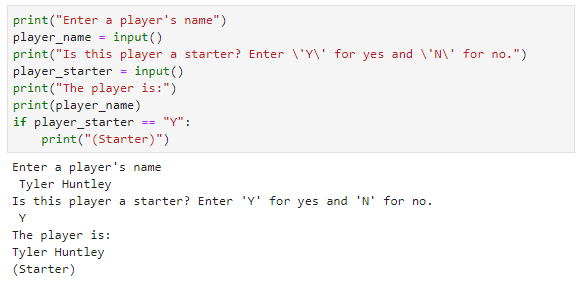 print("Enter a player's name")
player_name = input()
print("Is this player a starter? Enter \'Y\' for yes and \'N\' for no.")
player_starter = input()
print("The player is:")
print(player_name)
if player_starter == "Y":
    print("(Starter)")
Enter a player's name
 Tyler Huntley
Is this player a starter? Enter 'Y' for yes and 'N' for no.
 Y
The player is:
Tyler Huntley
(Starter)